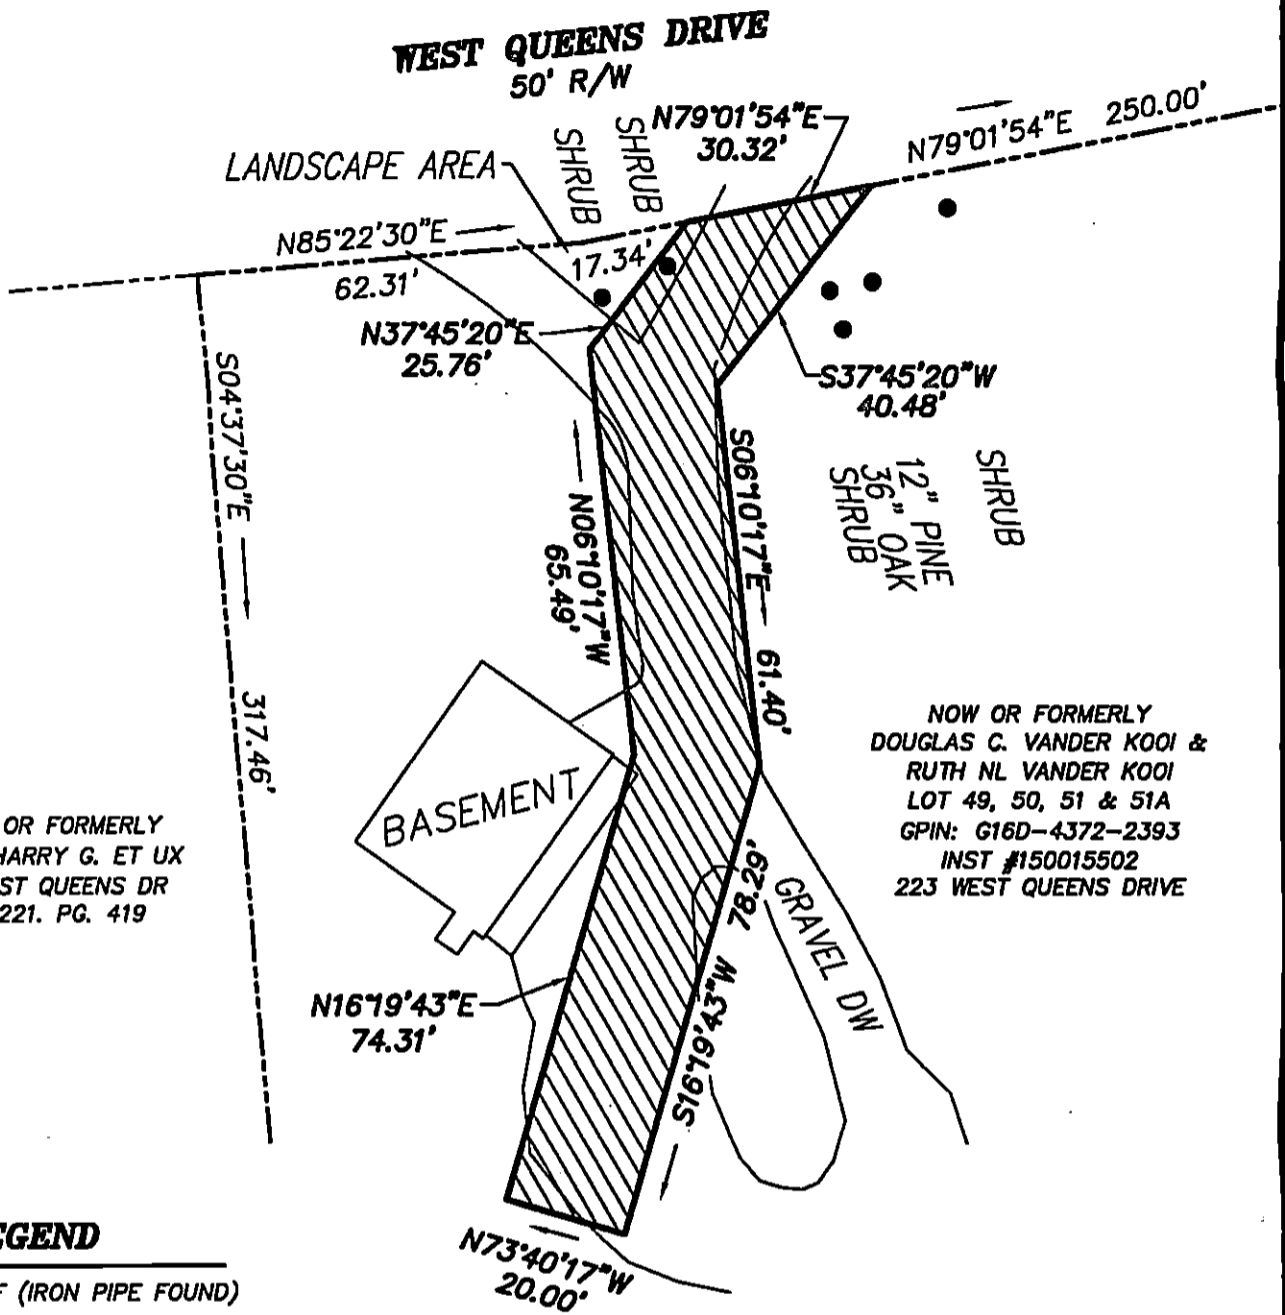 WEST QUEENS DRIVE
50' R/W
SHRUB
SHRUB
N79°01'54"E
30.32'
N79°01'54"E 250.00'
LANDSCAPE AREA
N85°22'30"E
62.31'
17.34'
N37°45'20"E
25.76'
S37°45'20"W
40.48'
S04°37'30"E
317.46'
N06°10'17"W
65.49'
S06°10'17"E
61.40'
SHRUB
12" PINE
36" OAK
SHRUB
BASEMENT
NOW OR FORMERLY
DOUGLAS C. VANDER KOOI &
RUTH NL VANDER KOOI
LOT 49, 50, 51 & 51A
GPIN: G16D-4372-2393
INST #150015502
223 WEST QUEENS DRIVE
OR FORMERLY
HARRY G. ET UX
ST QUEENS DR
221. PG. 419
GRAVEL DW
N16°19'43"E
74.31'
S16°19'43"W 78.29'
N73°40'17"W
20.00'
EGEND
F (IRON PIPE FOUND)